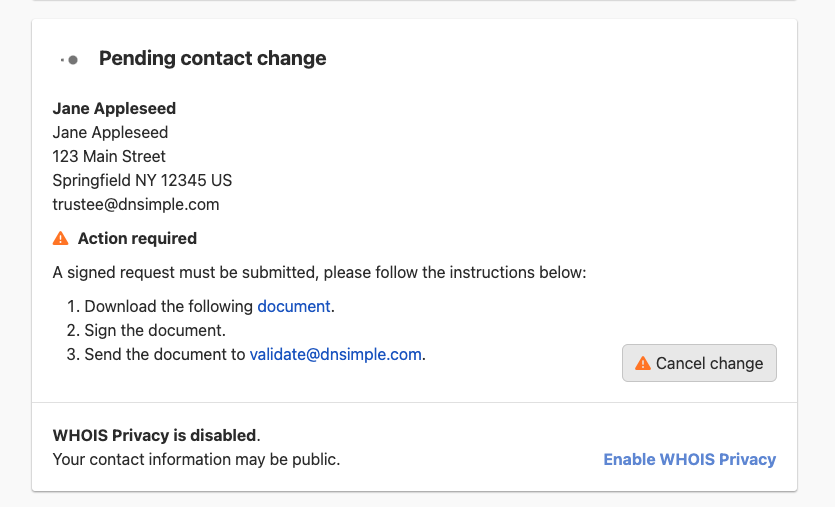 Pending contact change
Jane Appleseed
Jane Appleseed
123 Main Street
Springfield NY 12345 US
trustee@dnsimple.com
Action required
A signed request must be submitted, please follow the instructions below:
1. Download the following document.
2. Sign the document.
3. Send the document to validate@dnsimple.com.
Cancel change
WHOIS Privacy is disabled.
Your contact information may be public.
Enable WHOIS Privacy